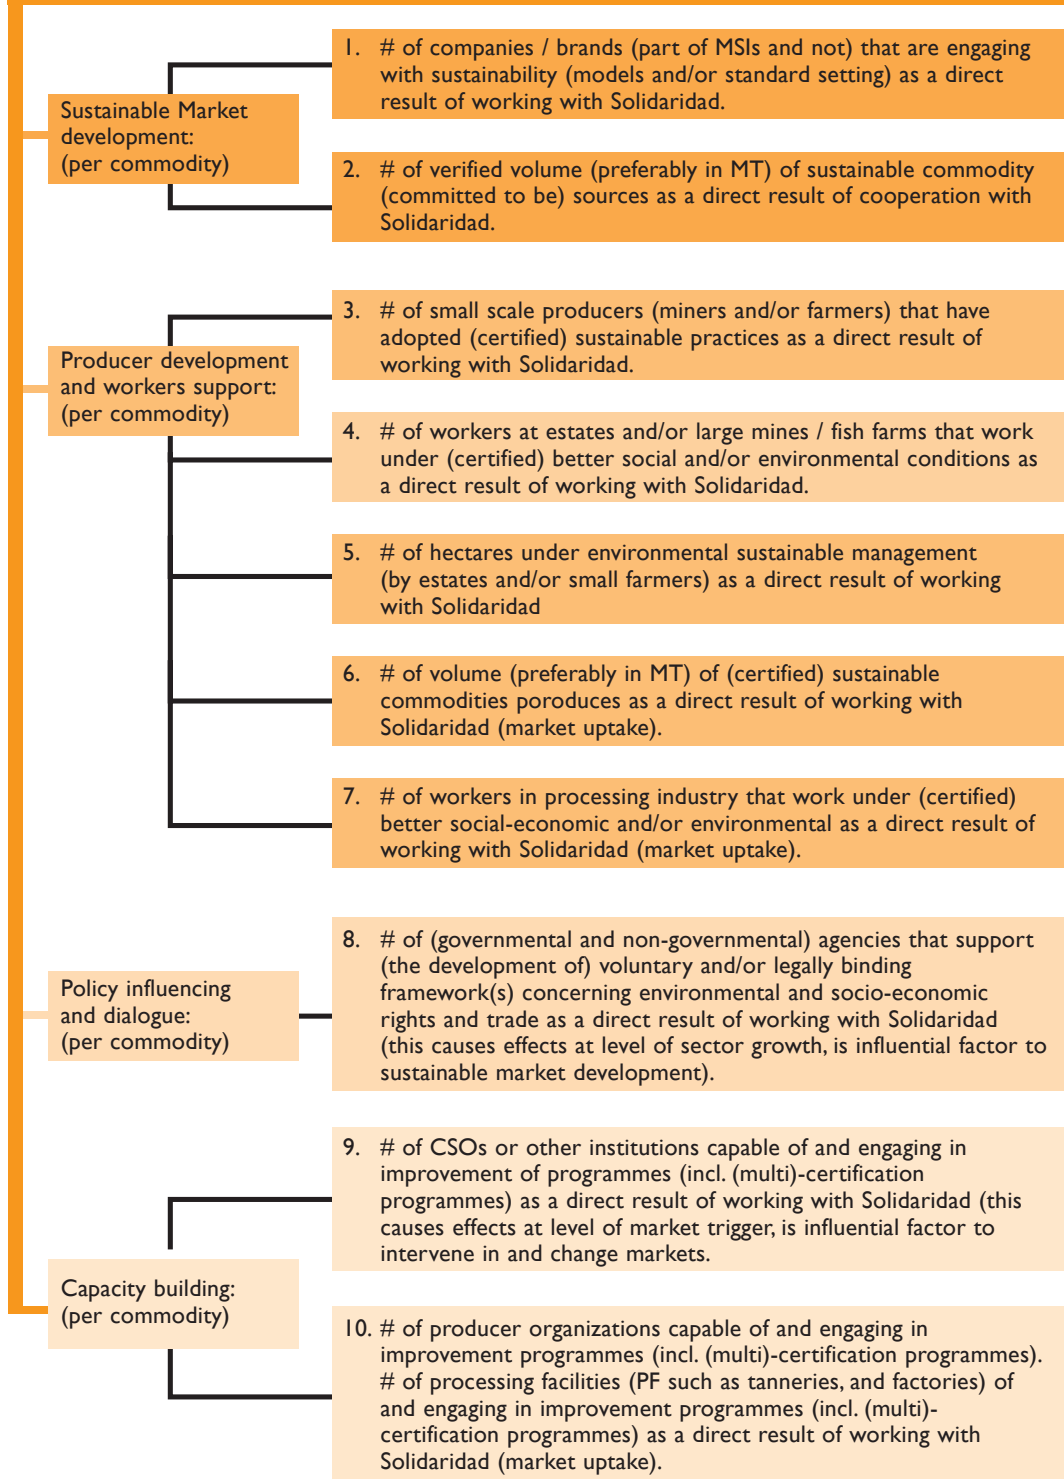 1. # of companies / brands (part of MSIs and not) that are engaging
with sustainability (models and/or standard setting) as a direct
result of working with Solidaridad.
Sustainable Market
development:
(per commodity)
2. # of verified volume (preferably in MT) of sustainable commodity
(committed to be) sources as a direct result of cooperation with
Solidaridad.
3. # of small scale producers (miners and/or farmers) that have
adopted (certified) sustainable practices as a direct result of
working with Solidaridad.
Producer development
and workers support:
(per commodity)
4. # of workers at estates and/or large mines / fish farms that work
under (certified) better social and/or environmental conditions as
a direct result of working with Solidaridad.
5. # of hectares under environmental sustainable management
(by estates and/or small farmers) as a direct result of working
with Solidaridad
6. # of volume (preferably in MT) of (certified) sustainable
commodities poroduces as a direct result of working with
Solidaridad (market uptake).
7. # of workers in processing industry that work under (certified)
better social-economic and/or environmental as a direct result of
working with Solidaridad (market uptake).
8. # of (governmental and non-governmental) agencies that support
(the development of) voluntary and/or legally binding
framework(s) concerning environmental and socio-economic
rights and trade as a direct result of working with Solidaridad
(this causes effects at level of sector growth, is influential factor to
sustainable market development).
Policy influencing
and dialogue:
(per commodity)
9. # of CSOs or other institutions capable of and engaging in
improvement of programmes (incl. (multi)-certification
programmes) as a direct result of working with Solidaridad (this
causes effects at level of market trigger, is influential factor to
intervene in and change markets.
Capacity building:
(per commodity)
10. # of producer organizations capable of and engaging in
improvement programmes (incl. (multi)-certification programmes).
# of processing facilities (PF such as tanneries, and factories) of
and engaging in improvement programmes (incl. (multi)-
certification programmes) as a direct result of working with
Solidaridad (market uptake).